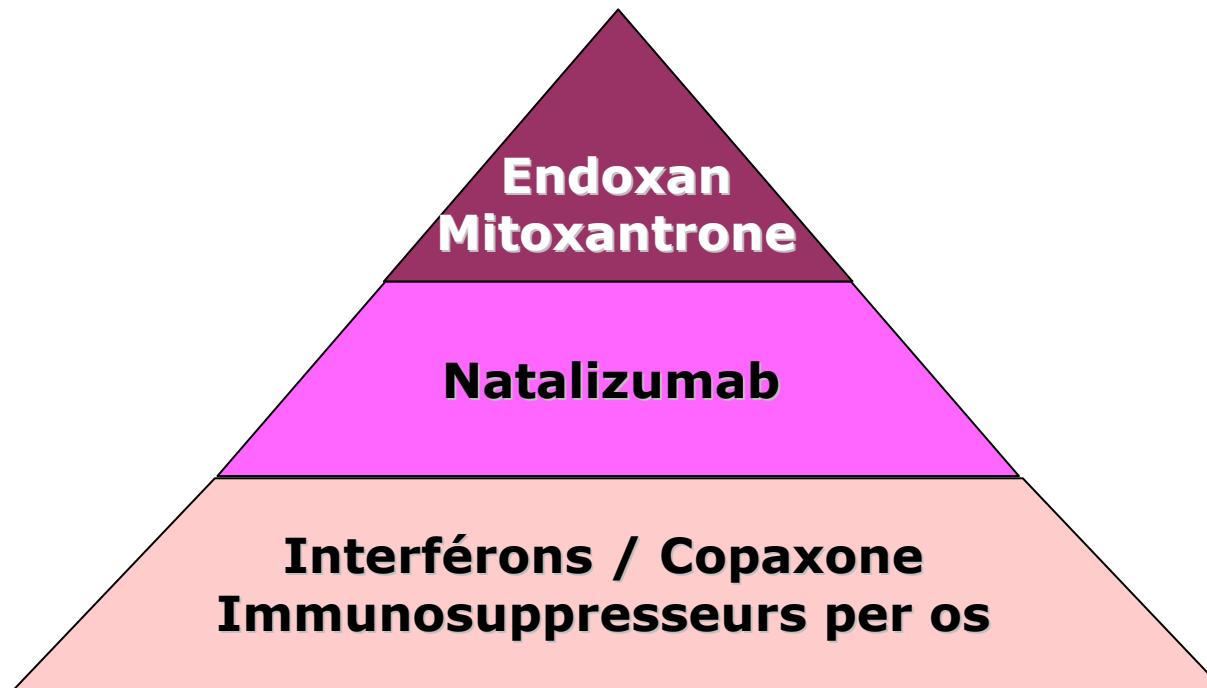 Endoxan
Mitoxantrone
Natalizumab
Interférons / Copaxone
Immunosuppresseurs per os